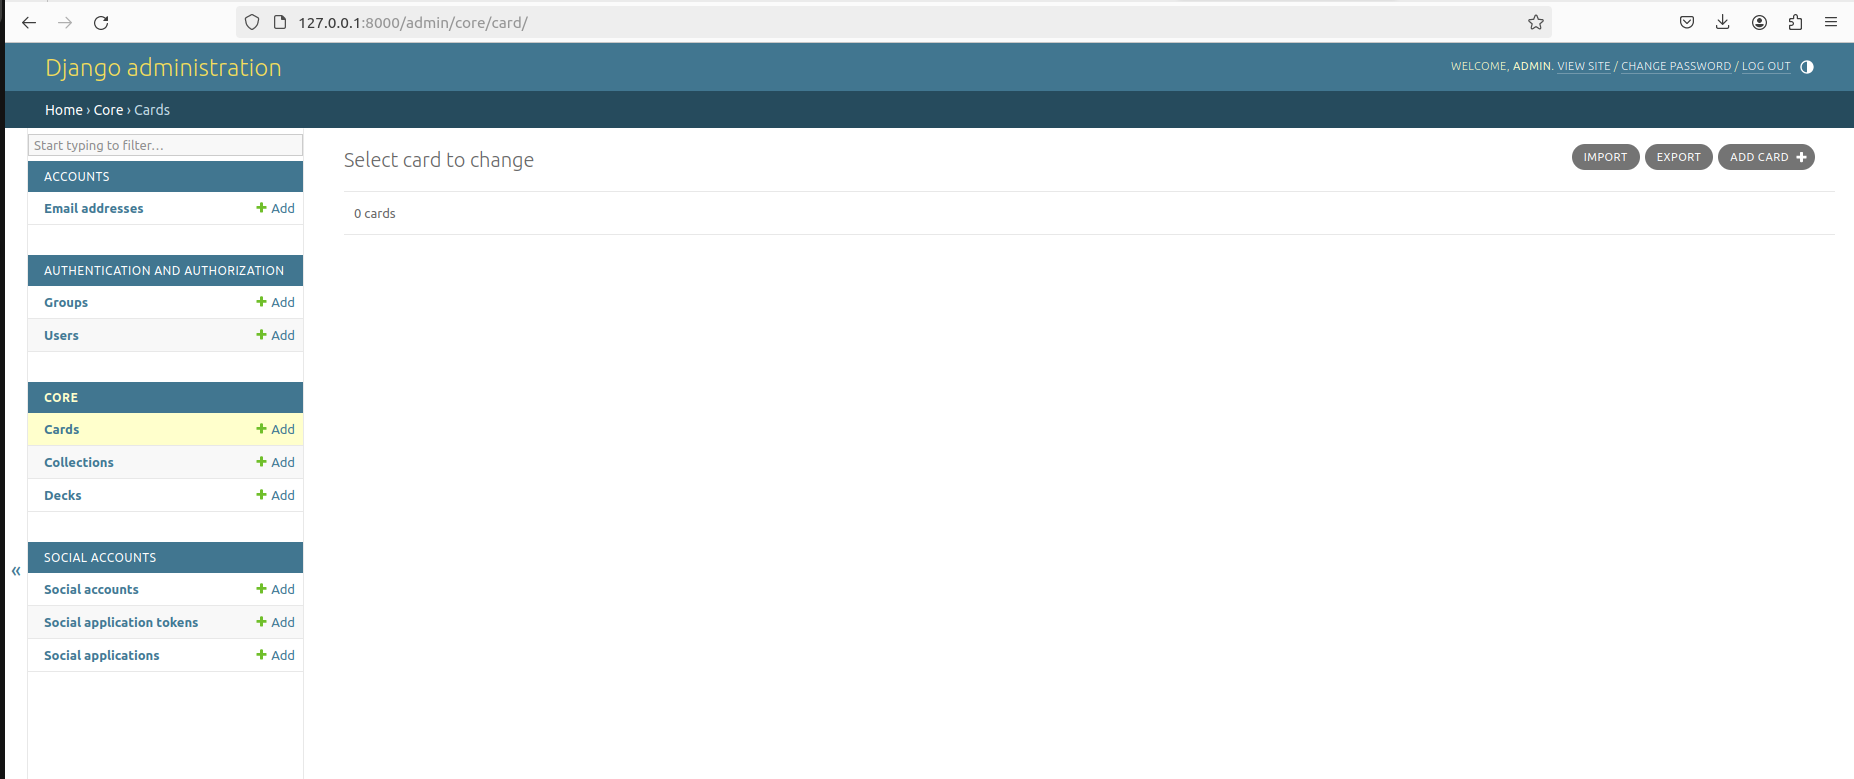 127.0.0.1:8000/admin/core/card/
Django administration
WELCOME, ADMIN. VIEW SITE / CHANGE PASSWORD / LOG OUT
Home › Core › Cards
Start typing to filter…
ACCOUNTS
Email addresses + Add
AUTHENTICATION AND AUTHORIZATION
Groups + Add
Users + Add
CORE
Cards + Add
Collections + Add
Decks + Add
SOCIAL ACCOUNTS
«
Social accounts + Add
Social application tokens + Add
Social applications + Add
Select card to change
IMPORT
EXPORT
ADD CARD +
0 cards